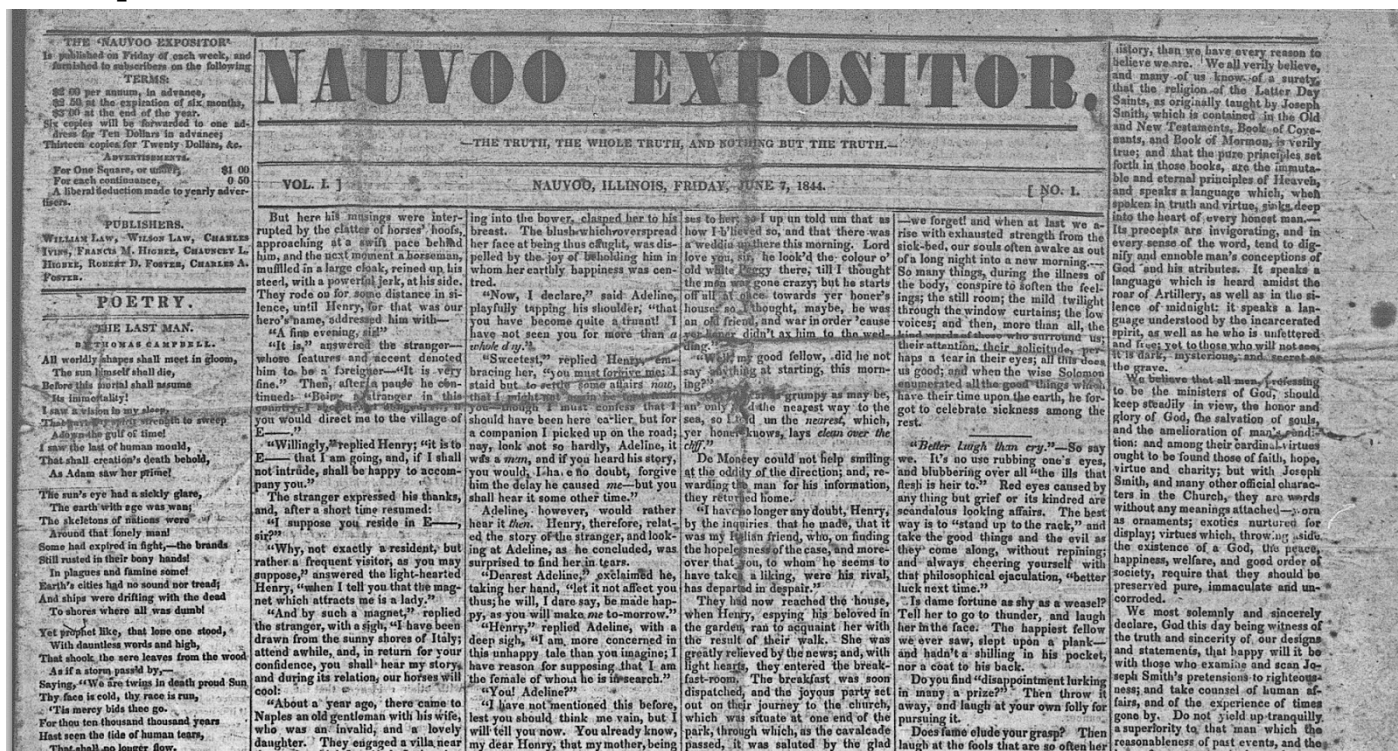 THE 'NAUVOO EXPOSITOR'
Is published on Friday of each week, and
furnished to subscribers on the following
TERMS:
$2 00 per annum, in advance,
$2 50 at the expiration of six months,
$3 00 at the end of the year.
Six copies will be forwarded to one ad-
dress for Ten Dollars in advance;
Thirteen copies for Twenty Dollars, &c.
ADVERTISMENTS.
For One Square, or under, $1 00
For each continuance, 0 50
A liberal deduction made to yearly adver-
tisers.
PUBLISHERS.
WILLIAM LAW, WILSON LAW, CHARLES
IVINS, FRANCIS M. HIGBEE, CHAUNCEY L.
HIGBEE, ROBERT D. FOSTER, CHARLES A.
FOSTER.
POETRY.
THE LAST MAN.
BY THOMAS CAMPBELL.
All worldly shapes shall meet in gloom,
The sun himself shall die,
Before this mortal shall assume
Its immortality!
I saw a vision in my sleep,
That my spirit strength to sweep
Adown the gulf of time!
I saw the last of human mould,
That shall creation's death behold,
As Adam saw her prime!
The sun's eye had a sickly glare,
The earth with age was wan;
The skeletons of nations were
Around that lonely man!
Some had expired in fight,—the brands
Still rusted in their bony hands!
In plagues and famine some!
Earth's cities had no sound nor tread;
And ships were drifting with the dead
To shores where all was dumb!
Yet prophet like, that lone one stood,
With dauntless words and high,
That shook the sere leaves from the wood
As if a storm pass'd by,—
Saying, "We are twins in death proud Sun
Thy face is cold, thy race is run,
'Tis mercy bids thee go.
For thou ten thousand thousand years
Hast seen the tide of human tears,
That shall no longer flow.
NAUVOO EXPOSITOR.
—THE TRUTH, THE WHOLE TRUTH, AND NOTHING BUT THE TRUTH.—
VOL. I. ] NAUVOO, ILLINOIS, FRIDAY, JUNE 7, 1844. [ NO. 1.
But here his musings were inter-
rupted by the clatter of horses' hoofs,
approaching at a swift pace behind
him, and the next moment a horseman,
muffled in a large cloak, reined up his
steed, with a powerful jerk, at his side.
They rode on for some distance in si-
lence, until Henry, for that was our
hero's name, addressed him with—
"A fine evening, sir!"
"It is," answered the stranger—
whose features and accent denoted
him to be a foreigner—"It is very
fine." Then, after a pause he con-
tinued: "Being a stranger in this
you would direct me to the village of
E——."
"Willingly," replied Henry; "it is to
E—— that I am going, and, if I shall
not intrude, shall be happy to accom-
pany you."
The stranger expressed his thanks,
and, after a short time resumed:
"I suppose you reside in E——,
sir?"
"Why, not exactly a resident, but
rather a frequent visitor, as you may
suppose," answered the light-hearted
Henry, "when I tell you that the mag-
net which attracts me is a lady."
"And by such a magnet," replied
the stranger, with a sigh, "I have been
drawn from the sunny shores of Italy;
attend awhile, and, in return for your
confidence, you shall hear my story,
and during its relation, our horses will
cool:
"About a year ago, there came to
Naples an old gentleman with his wife,
who was an invalid, and a lovely
daughter. They engaged a villa near
ing into the bower, clasped her to his
breast. The blush which overspread
her face at being thus caught, was dis-
pelled by the joy of beholding him in
whom her earthly happiness was cen-
tred.
"Now, I declare," said Adeline,
playfully tapping his shoulder, "that
you have become quite a truant! I
have not seen you for more than a
whole day."
"Sweetest," replied Henry, em-
bracing her, "you must forgive me; I
staid but to settle some affairs now,
that I might not again be
you—though I must confess that I
should have been here earlier, but for
a companion I picked up on the road;
nay, look not so hardly, Adeline, it
was a man, and if you heard his story,
you would, I have no doubt, forgive
him the delay he caused me—but you
shall hear it some other time."
Adeline, however, would rather
hear it then. Henry, therefore, relat-
ed the story of the stranger, and look-
ing at Adeline, as he concluded, was
surprised to find her in tears.
"Dearest Adeline," exclaimed he,
taking her hand, "let it not affect you
thus; he will, I dare say, be made hap-
py, as you will make me to-morrow."
"Henry," replied Adeline, with a
deep sigh, "I am more concerned in
this unhappy tale than you imagine; I
have reason for supposing that I am
the female of whom he is in search."
"You! Adeline?"
"I have not mentioned this before,
lest you should think me vain, but I
will tell you now. You already know,
my dear Henry, that my mother, being
ses to her; so I up un told um that as
how I b'lieved so, and that there was
a weddin up there this morning. Lord
love you, sir, he look'd the colour o'
old white Peggy there, till I thought
the man was gone crazy; but he starts
off all at once towards yer honer's
house; so I thought, maybe, he was
an old friend, and war in order 'cause
yer honer didn't ax him to the wed-
ding."
"Well, my good fellow, did he not
say anything at starting, this morn-
ing?"
grumpy as may be,
an' only the nearest way to the
sea, so I un on the nearest, which,
yer honer knows, lays clean over the
cliff."
De Moncey could not help smiling
at the oddity of the direction; and, re-
warding the man for his information,
they returned home.
"I have no longer any doubt, Henry,
by the inquiries that he made, that it
was my Italian friend, who, on finding
the hopelessness of the case, and more-
over that you, to whom he seems to
have taken a liking, were his rival,
has departed in despair."
They had now reached the house,
when Henry, espying his beloved in
the garden, ran to acquaint her with
the result of their walk. She was
greatly relieved by the news; and, with
light hearts, they entered the break-
fast-room. The breakfast was soon
dispatched, and the joyous party set
out on their journey to the church,
which was situate at one end of the
park, through which, as the cavalcade
passed, it was saluted by the glad
—we forget! and when at last we a-
rise with exhausted strength from the
sick-bed, our souls often awake as out
of a long night into a new morning.—
So many things, during the illness of
the body, conspire to soften the feel-
ings; the still room; the mild twilight
through the window curtains; the low
voices; and then, more than all, the
kind words of those who surround us;
their attention, their solicitude, per-
haps a tear in their eyes; all this does
us good; and when the wise Solomon
enumerated all the good things which
have their time upon the earth, he for-
got to celebrate sickness among the
rest.
"Better laugh than cry."—So say
we. It's no use rubbing one's eyes,
and blubbering over all "the ills that
flesh is heir to." Red eyes caused by
any thing but grief or its kindred are
scandalous looking affairs. The best
way is to "stand up to the rack," and
take the good things and the evil as
they come along, without repining;
and always cheering yourself with
that philosophical ejaculation, "better
luck next time."
Is dame fortune as shy as a weasel?
Tell her to go to thunder, and laugh
her in the face. The happiest fellow
we ever saw, slept upon a plank—
and hadn't a shilling in his pocket,
nor a coat to his back.
Do you find "disappointment lurking
in many a prize?" Then throw it
away, and laugh at your own folly for
pursuing it.
Does fame elude your grasp? Then
laugh at the fools that are so often her
history, than we have every reason to
believe we are. We all verily believe,
and many of us know of a surety,
that the religion of the Latter Day
Saints, as originally taught by Joseph
Smith, which is contained in the Old
and New Testaments, Book of Cove-
nants, and Book of Mormon, is verily
true; and that the pure principles set
forth in those books, are the immuta-
ble and eternal principles of Heaven,
and speaks a language which, when
spoken in truth and virtue, sinks deep
into the heart of every honest man.—
Its precepts are invigorating, and in
every sense of the word, tend to dig-
nify and ennoble man's conceptions of
God and his atributes. It speaks a
language which is heard amidst the
roar of Artillery, as well as in the si-
lence of midnight: it speaks a lan-
guage understood by the incarcerated
spirit, as well as he who is unfettered
and free; yet to those who will not see
it is dark, mysterious, and secret as
the grave.
We believe that all men, professing
to be the ministers of God, should
keep steadily in view, the honor and
glory of God, the salvation of souls,
and the amelioration of man's condi-
tion: and among their cardinal virtues
ought to be found those of faith, hope,
virtue and charity; but with Joseph
Smith, and many other official charac-
ters in the Church, they are words
without any meanings attached—worn
as ornaments; exotics nurtured for
display; virtues which, throwing aside
the existence of a God, the peace,
happiness, welfare, and good order of
society, require that they should be
preserved pure, immaculate and un-
corroded.
We most solemnly and sincerely
declare, God this day being witness of
the truth and sincerity of our designs
and statements, that happy will it be
with those who examine and scan Jo-
seph Smith's pretensions to righteous-
ness; and take counsel of human af-
fairs, and of the experience of times
gone by. Do not yield up tranquilly
a superiority to that man which the
reasonableness of past events, and the